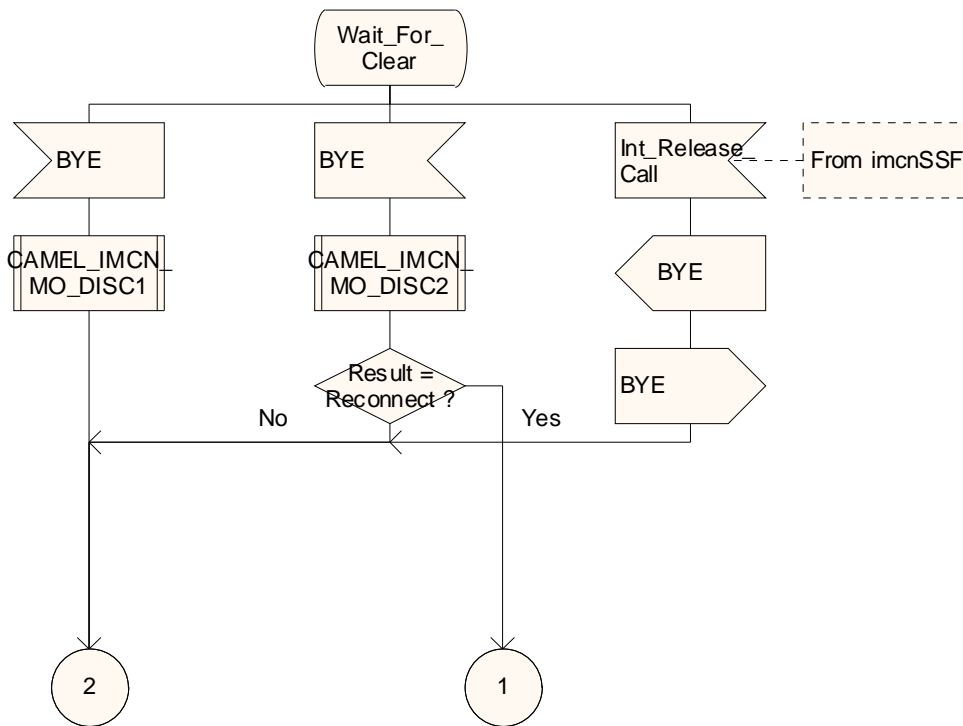 Wait_For_
Clear
BYE
BYE
Int_Release_
Call
From imcnSSF
CAMEL_IMCN_
MO_DISC1
CAMEL_IMCN_
MO_DISC2
BYE
Result =
Reconnect ?
BYE
No
Yes
2
1